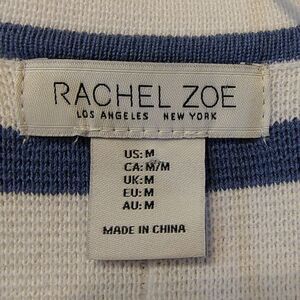 RACHEL ZOE
LOS ANGELES NEW YORK
US: M
CA: M/M
UK: M
EU: M
AU: M
MADE IN CHINA